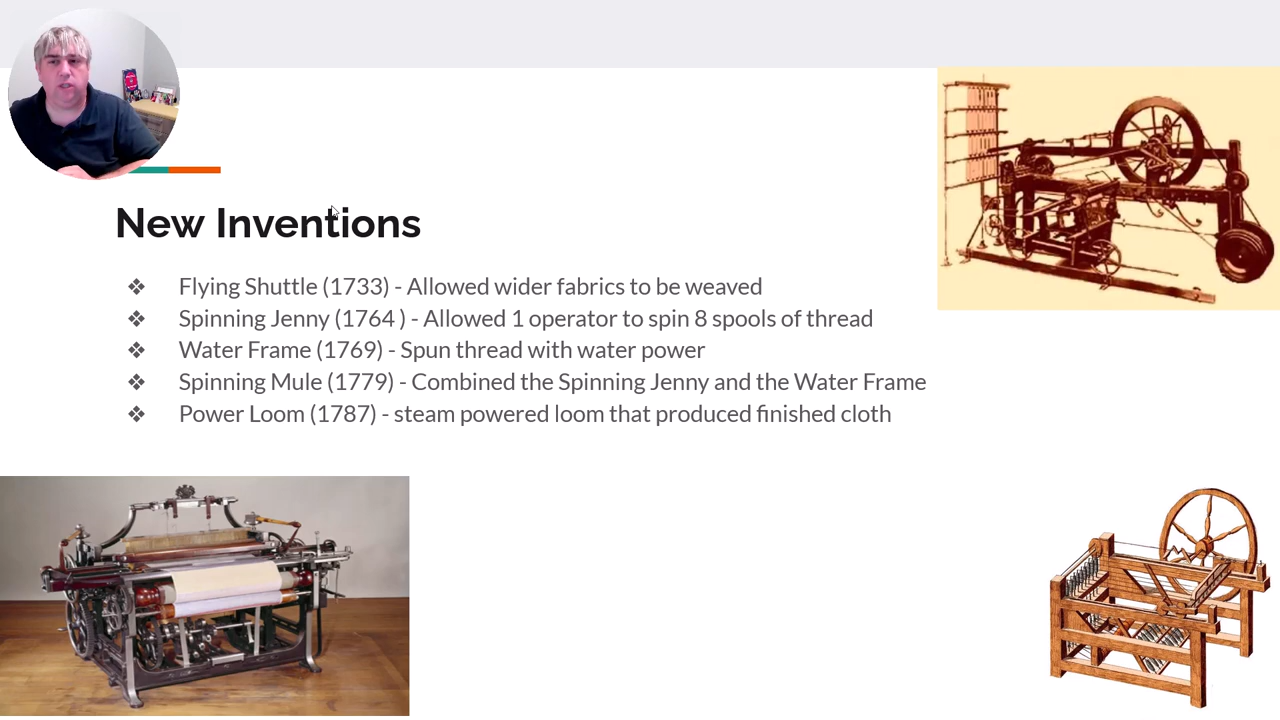 New Inventions
❖ Flying Shuttle (1733) - Allowed wider fabrics to be weaved
❖ Spinning Jenny (1764 ) - Allowed 1 operator to spin 8 spools of thread
❖ Water Frame (1769) - Spun thread with water power
❖ Spinning Mule (1779) - Combined the Spinning Jenny and the Water Frame
❖ Power Loom (1787) - steam powered loom that produced finished cloth